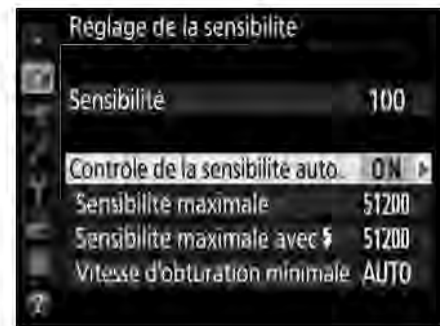 Réglage de la sensibilité
Sensibilité 100
Contrôle de la sensibilité auto. ON
Sensibilité maximale 51200
Sensibilité maximale avec 51200
Vitesse d'obturation minimale AUTO
?